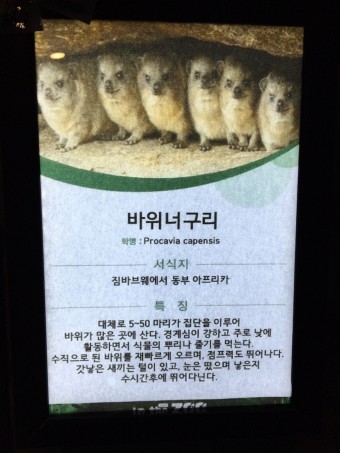 바위너구리
학명 : Procavia capensis
서식지
짐바브웨에서 동부 아프리카
특 징
대체로 5~50 마리가 집단을 이루어
바위가 많은 곳에 산다. 경계심이 강하고 주로 낮에
활동하면서 식물의 뿌리나 줄기를 먹는다.
수직으로 된 바위를 재빠르게 오르며, 점프력도 뛰어나다.
갓낳은 새끼는 털이 있고, 눈은 떴으며 낳은지
수시간후에 뛰어다닌다.